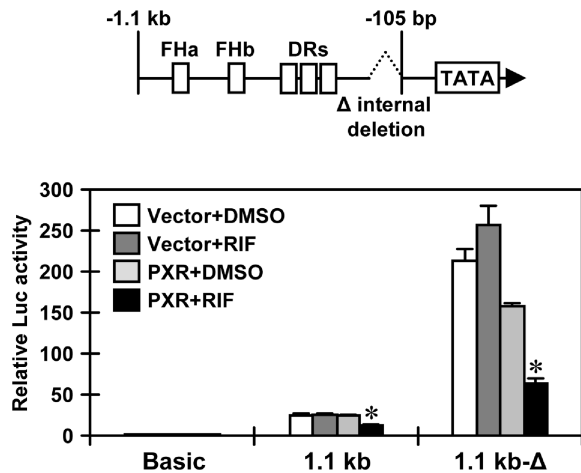 -1.1 kb -105 bp
FHa FHb DRs
TATA
Δ internal
deletion
300
250
200
150
100
50
0
Relative Luc activity
Vector+DMSO
Vector+RIF
PXR+DMSO
PXR+RIF
*
*
Basic 1.1 kb 1.1 kb-Δ